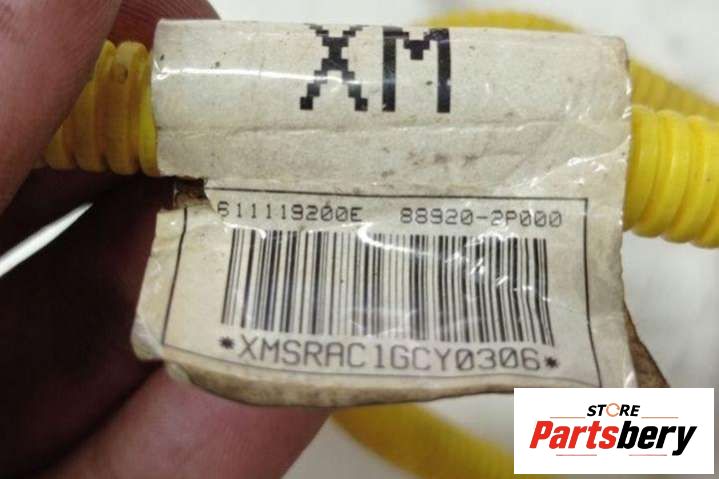 XM
611119200E 88920-2P000
*XMSRAC1GCY0306*
STORE
Partsbery